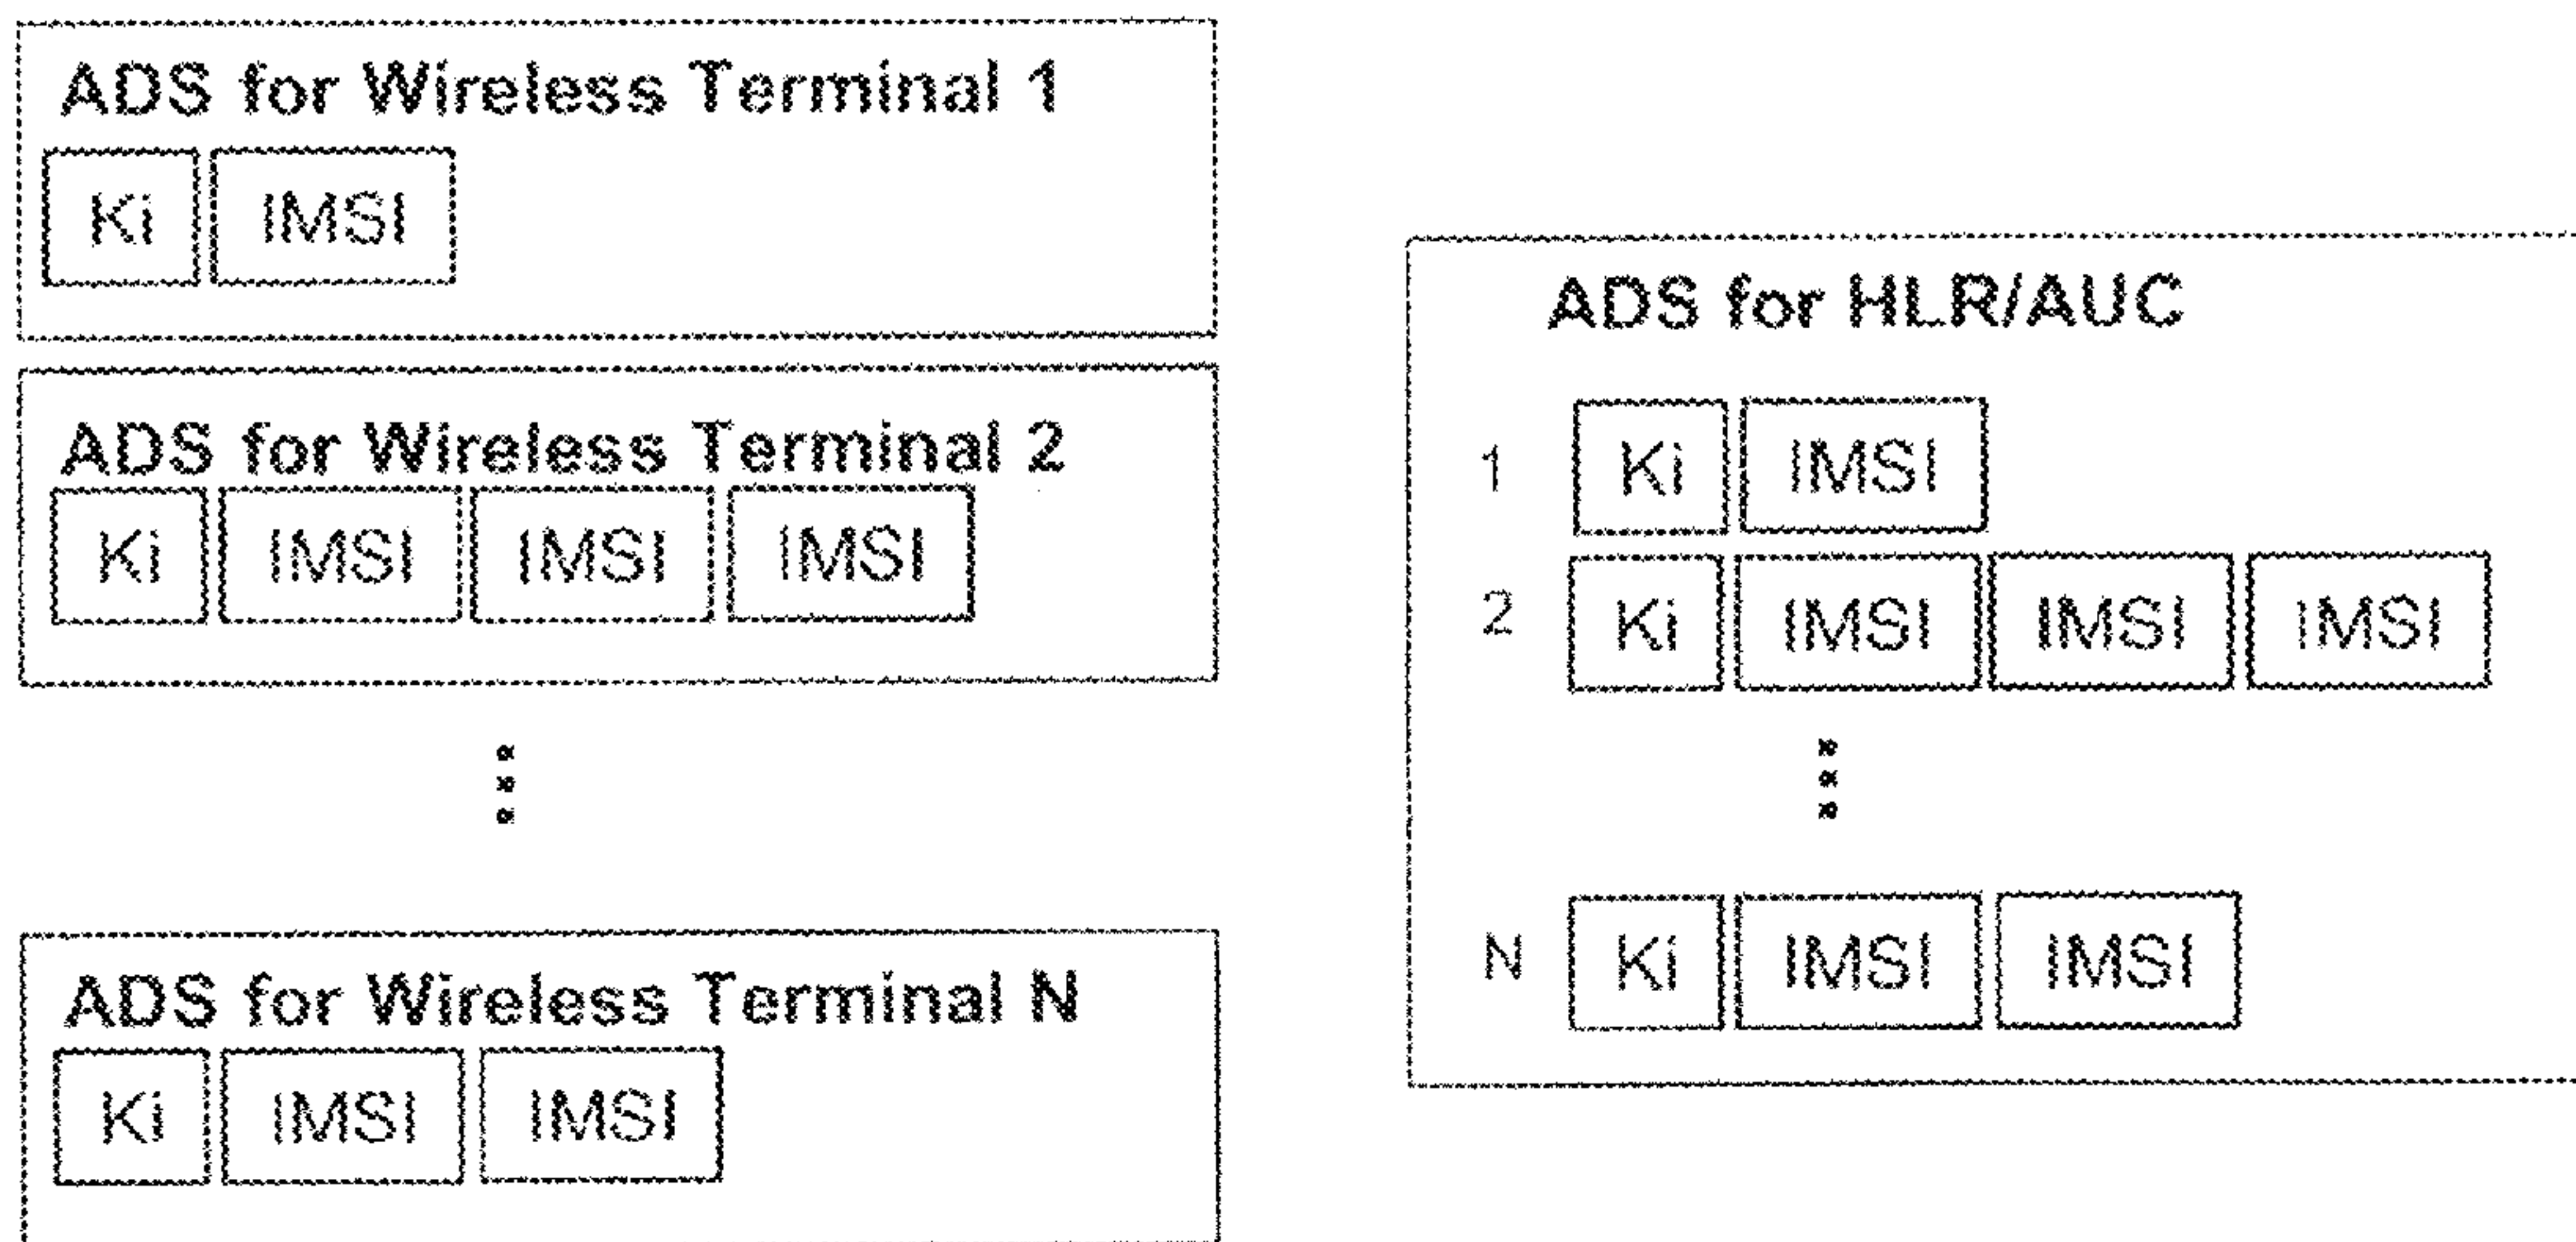 ADS for Wireless Terminal 1
Ki IMSI
ADS for Wireless Terminal 2
Ki IMSI IMSI IMSI
ADS for Wireless Terminal N
Ki IMSI IMSI
ADS for HLR/AUC
1 Ki IMSI
2 Ki IMSI IMSI IMSI
N Ki IMSI IMSI